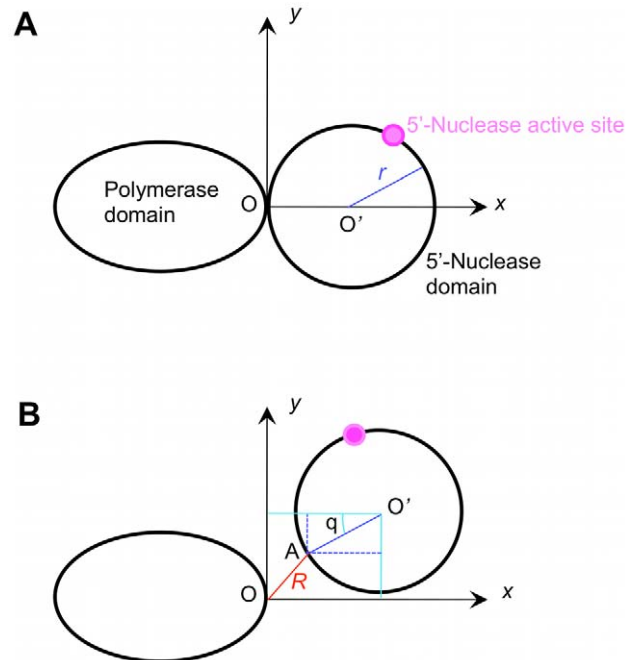 A
y
5'-Nuclease active site
r
Polymerase
domain
O
x
O'
5'-Nuclease
domain
B
y
O'
q
A
R
O
x